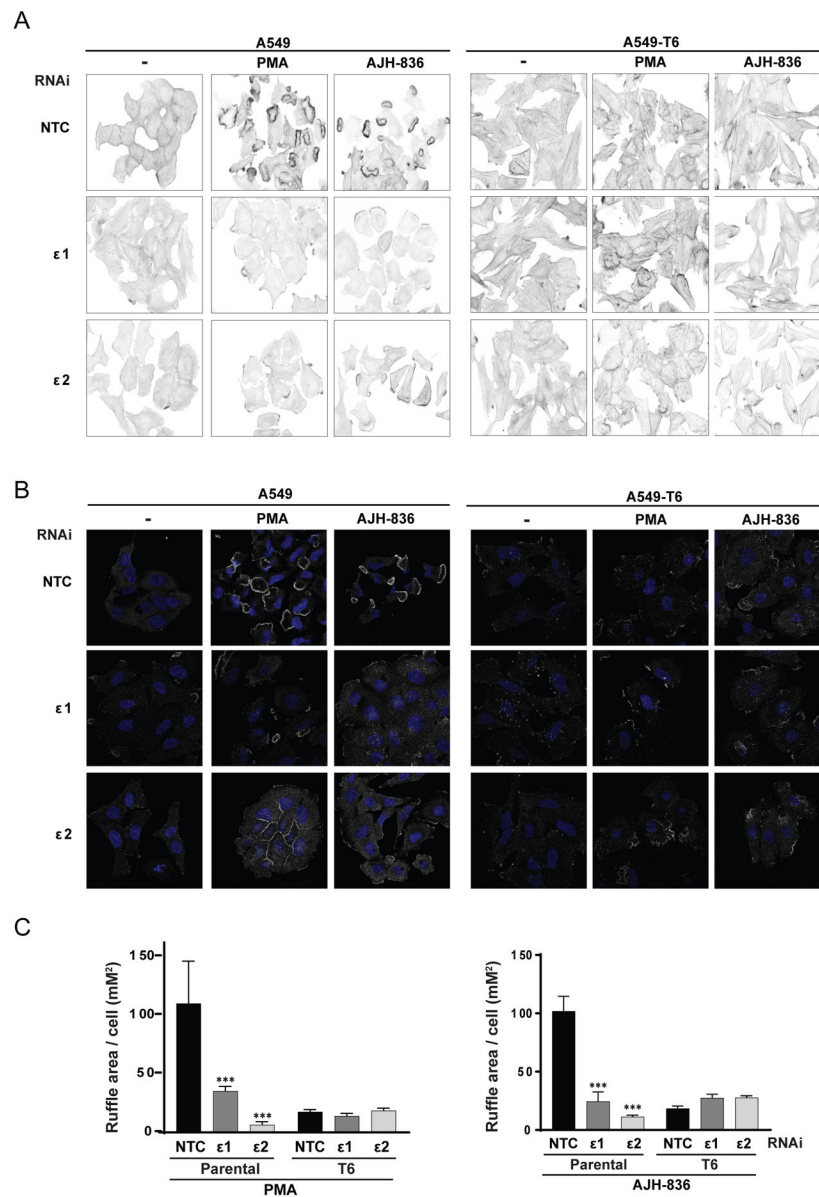 A
A549 A549-T6
- PMA AJH-836 - PMA AJH-836
RNAi
NTC
ε1
ε2
B
A549 A549-T6
- PMA AJH-836 - PMA AJH-836
RNAi
NTC
ε1
ε2
C
Ruffle area / cell (mM²)
150
100
50
0
*** ***
NTC ε1 ε2 NTC ε1 ε2
Parental T6
PMA
Ruffle area / cell (mM²)
150
100
50
0
*** ***
NTC ε1 ε2 NTC ε1 ε2 RNAi
Parental T6
AJH-836